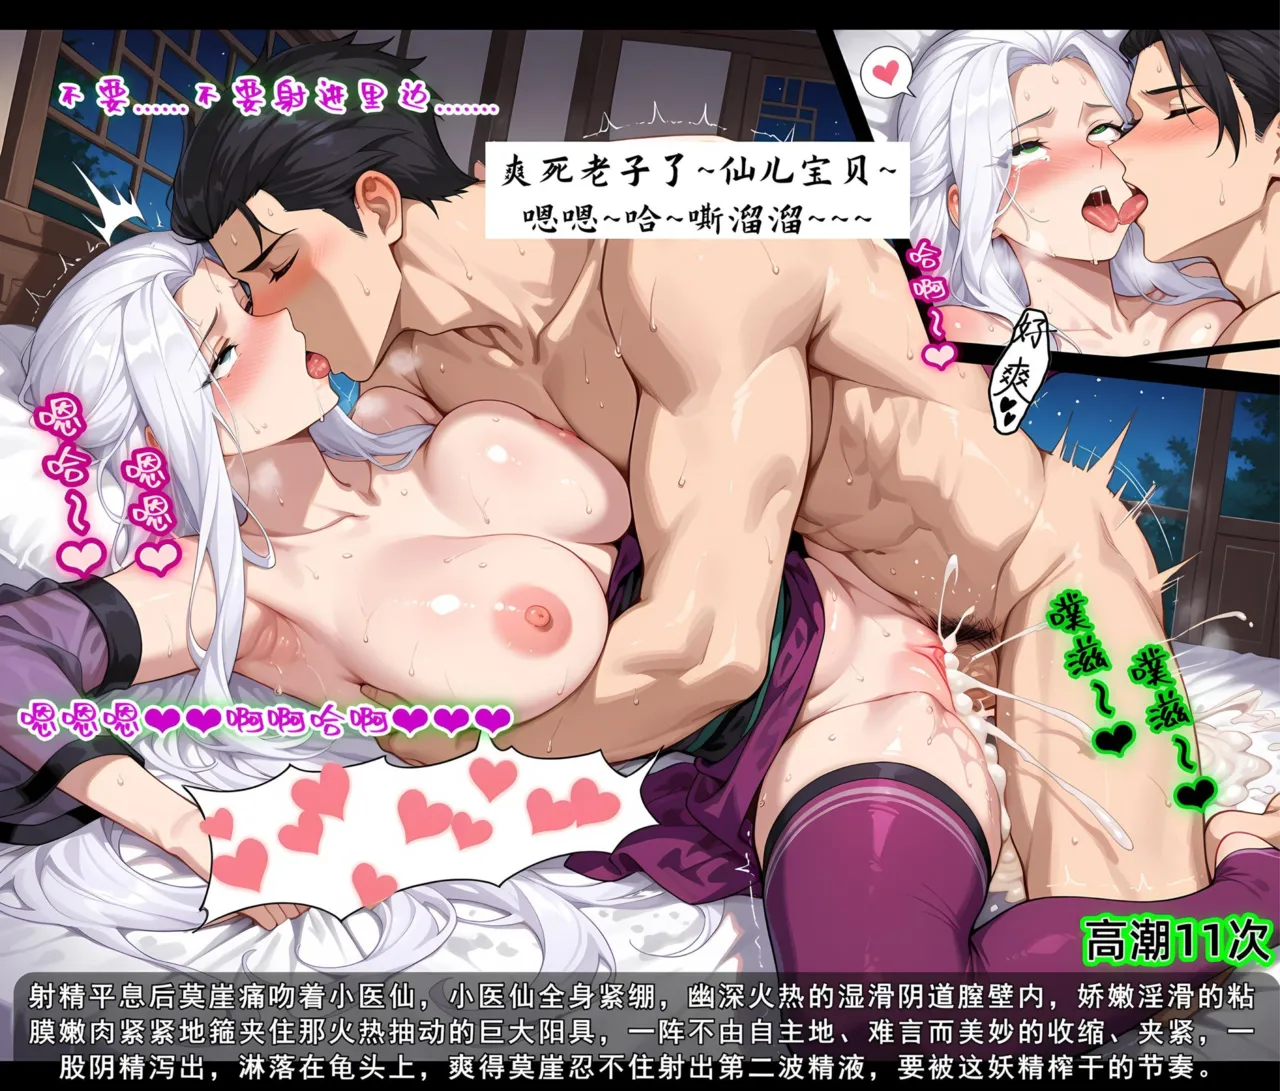 不要……不要射进里边…….
爽死老子了~仙儿宝贝~
嗯嗯~哈~嘶溜溜~~~
哈啊~
好爽
嗯哈~
嗯嗯
噗滋~
噗滋~
嗯嗯嗯❤❤啊啊哈啊❤❤❤
高潮11次
射精平息后莫崖痛吻着小医仙，小医仙全身紧绷，幽深火热的湿滑阴道膣壁内，娇嫩淫滑的粘
膜嫩肉紧紧地箍夹住那火热抽动的巨大阳具，一阵不由自主地、难言而美妙的收缩、夹紧，一
股阴精泻出，淋落在龟头上，爽得莫崖忍不住射出第二波精液，要被这妖精榨干的节奏。